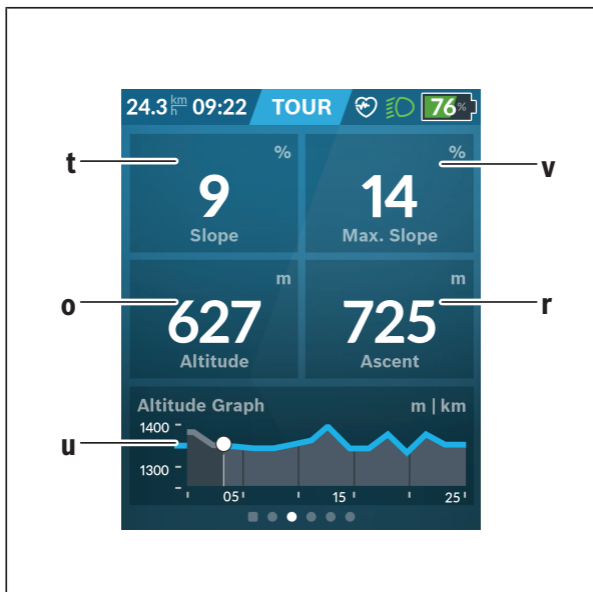 24.3 km/h 09:22 TOUR 76%
t % % v
9 14
Slope Max. Slope
o m m r
627 725
Altitude Ascent
Altitude Graph m | km
1400
u
1300
05 15 25